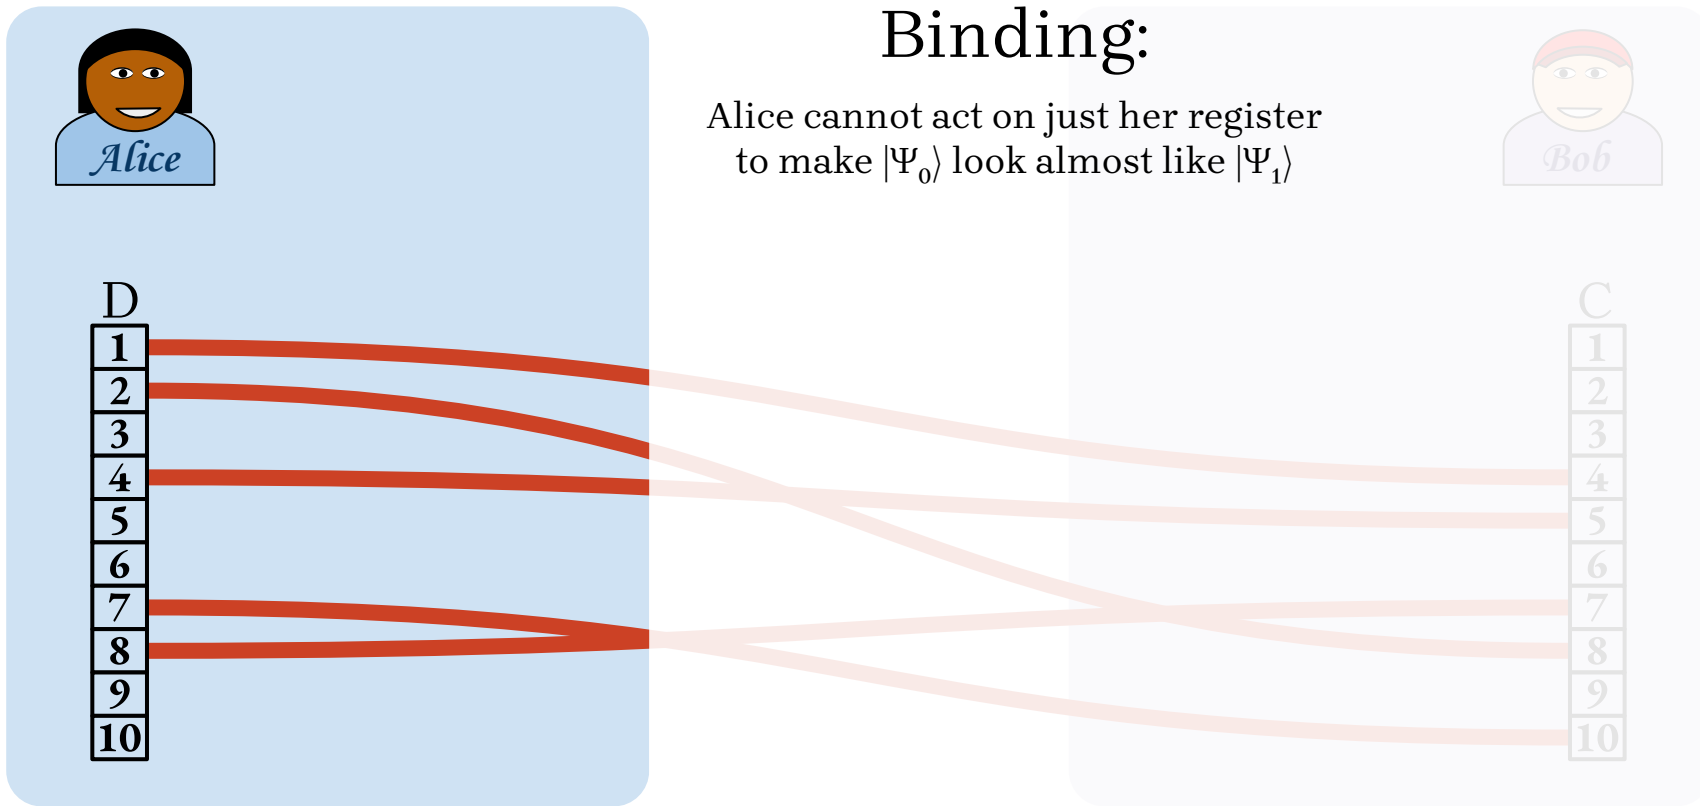 Binding:
Alice cannot act on just her register
to make |Ψ₀⟩ look almost like |Ψ₁⟩
Alice
Bob
D
1
2
3
4
5
6
7
8
9
10
C
1
2
3
4
5
6
7
8
9
10